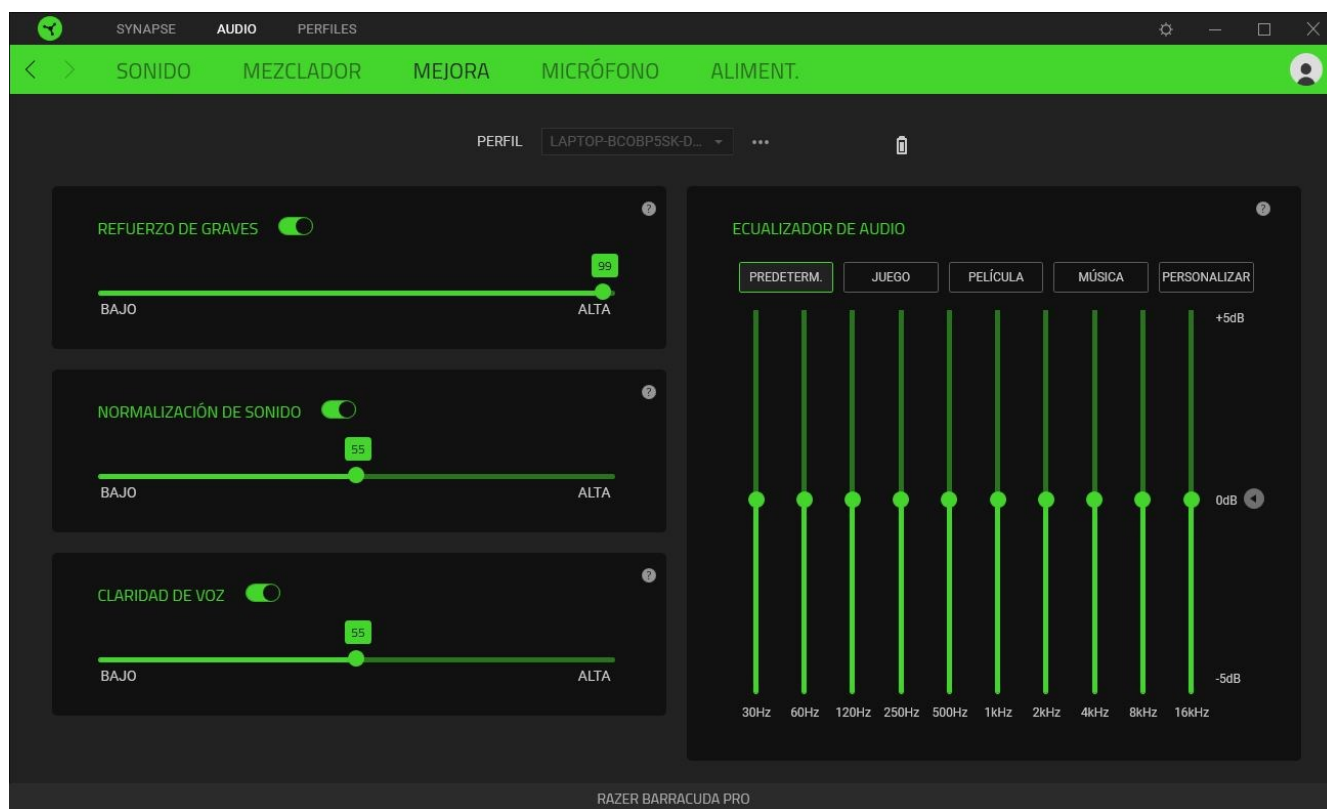 SYNAPSE AUDIO PERFILES
SONIDO MEZCLADOR MEJORA MICRÓFONO ALIMENT.
PERFIL LAPTOP-BCOBP5SK-D... •••
REFUERZO DE GRAVES ?
99
BAJO ALTA
NORMALIZACIÓN DE SONIDO ?
55
BAJO ALTA
CLARIDAD DE VOZ ?
55
BAJO ALTA
ECUALIZADOR DE AUDIO ?
PREDETERM. JUEGO PELÍCULA MÚSICA PERSONALIZAR
+5dB
0dB
-5dB
30Hz 60Hz 120Hz 250Hz 500Hz 1kHz 2kHz 4kHz 8kHz 16kHz
RAZER BARRACUDA PRO